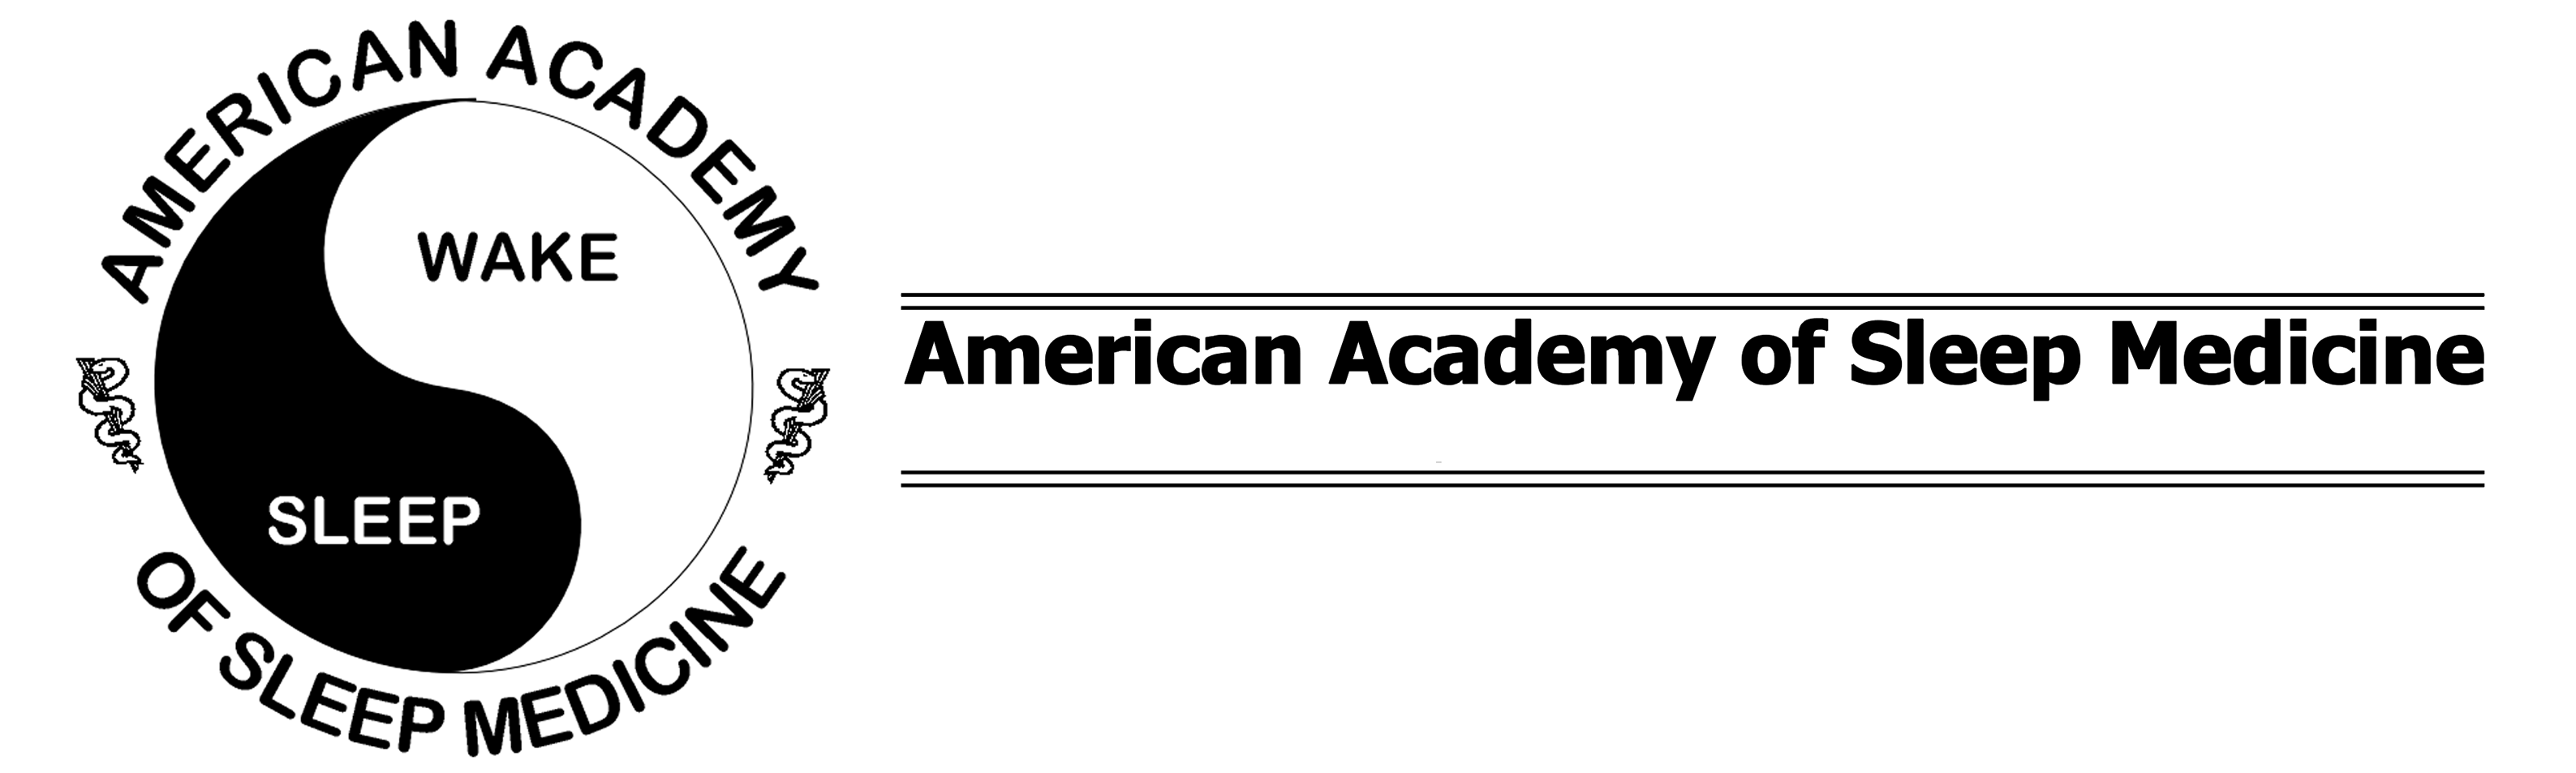 AMERICAN ACADEMY
WAKE
SLEEP
OF SLEEP MEDICINE
American Academy of Sleep Medicine